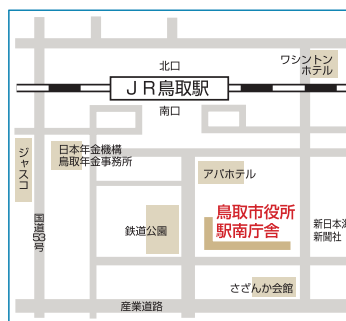 北口
ワシントン
ホテル
JR鳥取駅
南口
ジャスコ
日本年金機構
鳥取年金事務所
アパホテル
国道53号
鉄道公園
鳥取市役所
駅南庁舎
新日本海
新聞社
さざんか会館
産業道路